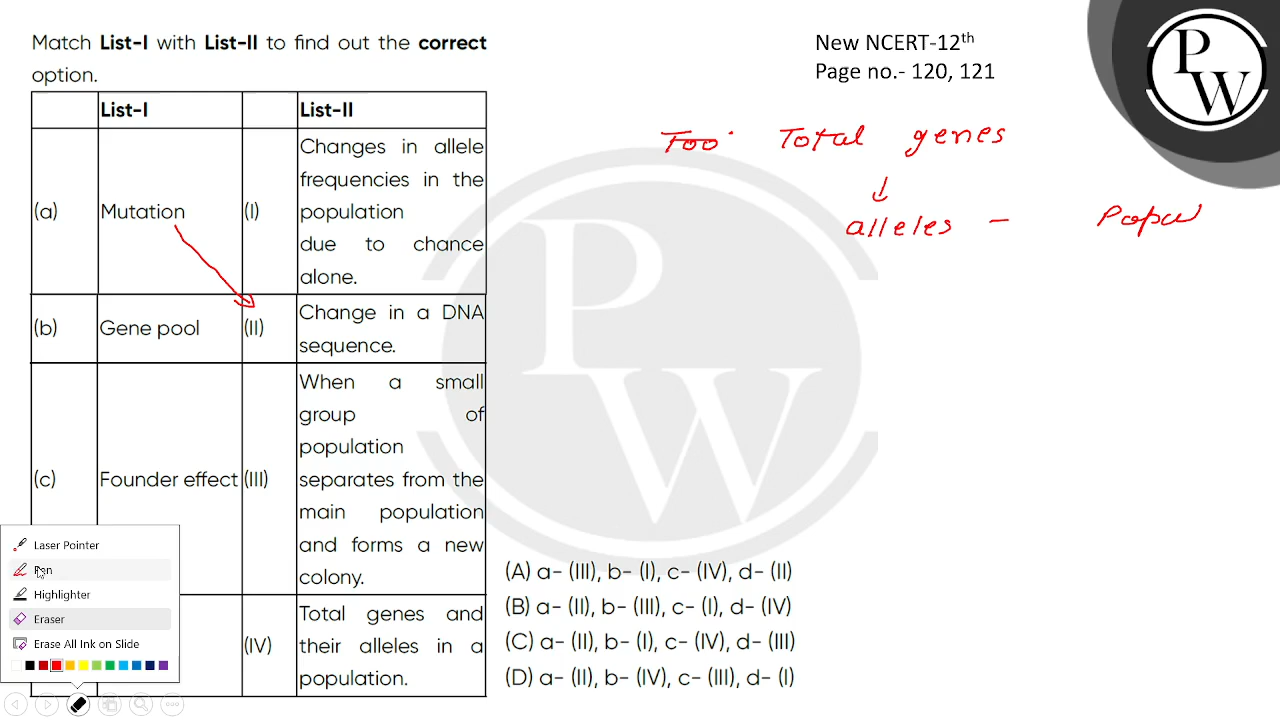 Match List-I with List-II to find out the correct
option.
New NCERT-12th
Page no.- 120, 121
P
W
List-I
List-II
(a)
Mutation
(I)
Changes in allele
frequencies in the
population
due to chance
alone.
(b)
Gene pool
(II)
Change in a DNA
sequence.
(c)
Founder effect
(III)
When a small
group of
population
separates from the
main population
and forms a new
colony.
(IV)
Total genes and
their alleles in a
population.
Total genes
alleles - Popu
P
W
(A) a- (III), b- (I), c- (IV), d- (II)
(B) a- (II), b- (III), c- (I), d- (IV)
(C) a- (II), b- (I), c- (IV), d- (III)
(D) a- (II), b- (IV), c- (III), d- (I)
Laser Pointer
Pen
Highlighter
Eraser
Erase All Ink on Slide